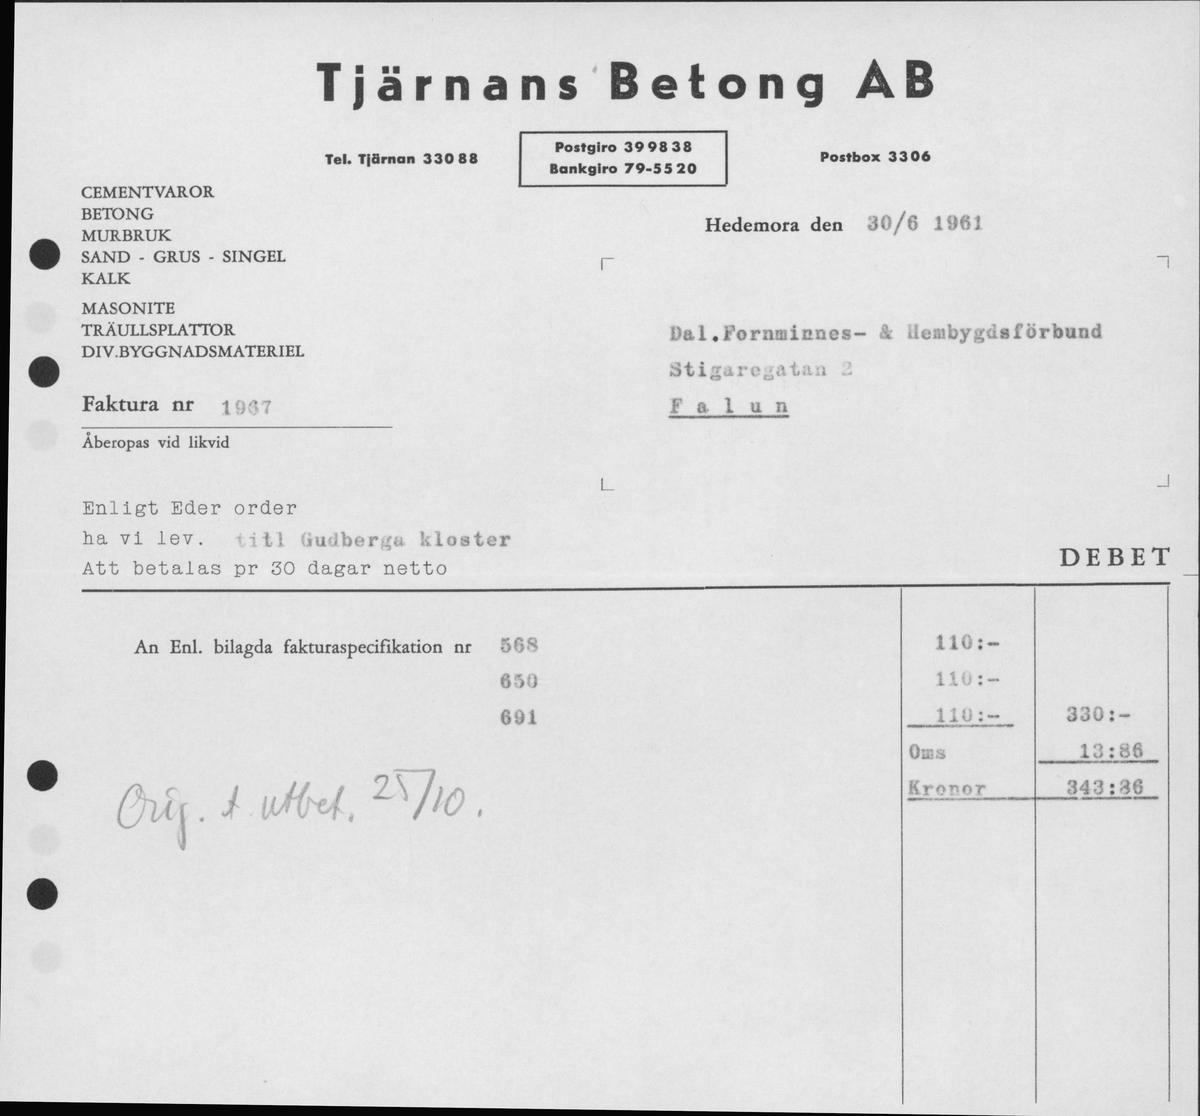 Tjärnans Betong AB
Tel. Tjärnan 330 88
Postgiro 39 98 38
Bankgiro 79-55 20
Postbox 33 06
CEMENTVAROR
BETONG
MURBRUK
SAND - GRUS - SINGEL
KALK
MASONITE
TRÄULLSPLATTOR
DIV.BYGGNADSMATERIEL
Hedemora den 30/6 1961
Dal.Fornminnes- & Hembygdsförbund
Stigaregatan 2
F a l u n
Faktura nr 1967
Åberopas vid likvid
Enligt Eder order
ha vi lev. titl Gudberga kloster
Att betalas pr 30 dagar netto
DEBET
An Enl. bilagda fakturaspecifikation nr 568 110:-
650 110:-
691 110:- 330:-
Oms 13:86
Kronor 343:86
Orig. t. utbet. 25/10.